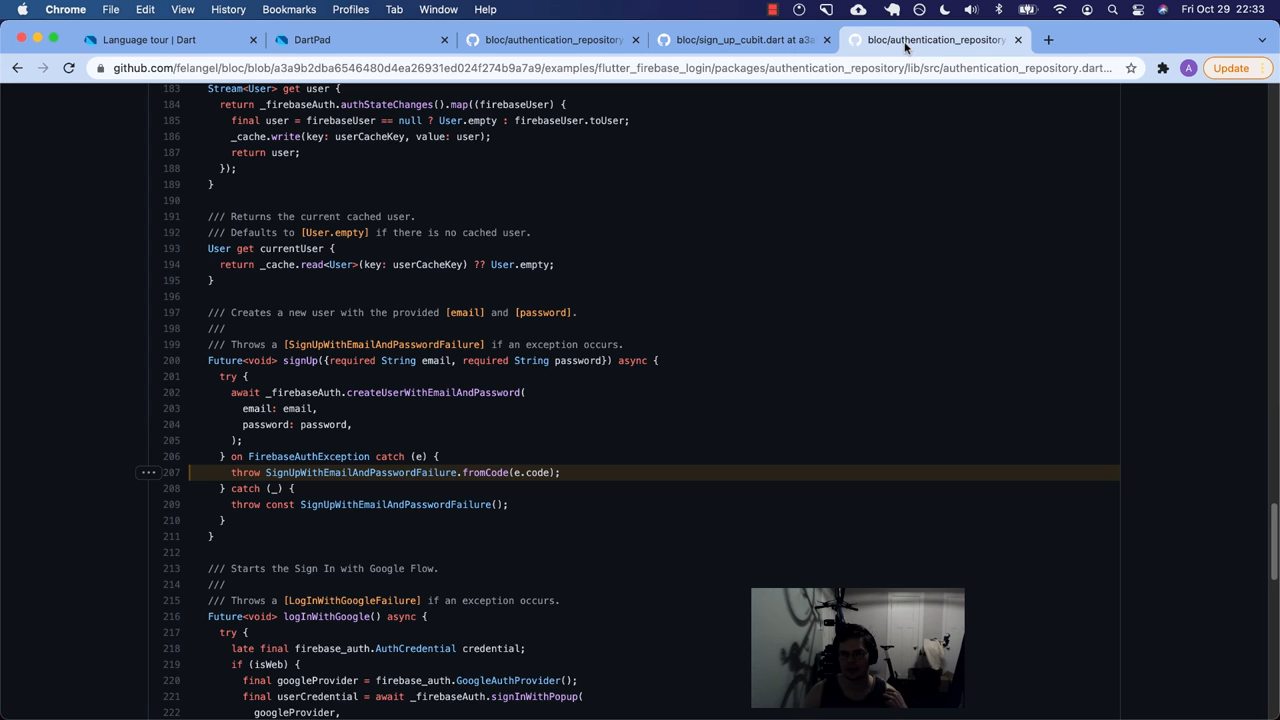 Chrome File Edit View History Bookmarks Profiles Tab Window Help Fri Oct 29 22:33
Language tour | Dart
DartPad
bloc/authentication_repository
bloc/sign_up_cubit.dart at a3a
bloc/authentication_repository
github.com/felangel/bloc/blob/a3a9b2dba6546480d4ea26931ed024f274b9a7a9/examples/flutter_firebase_login/packages/authentication_repository/lib/src/authentication_repository.dart... A Update
183 Stream<User> get user {
184 return _firebaseAuth.authStateChanges().map((firebaseUser) {
185 final user = firebaseUser == null ? User.empty : firebaseUser.toUser;
186 _cache.write(key: userCacheKey, value: user);
187 return user;
188 });
189 }
190
191 /// Returns the current cached user.
192 /// Defaults to [User.empty] if there is no cached user.
193 User get currentUser {
194 return _cache.read<User>(key: userCacheKey) ?? User.empty;
195 }
196
197 /// Creates a new user with the provided [email] and [password].
198 ///
199 /// Throws a [SignUpWithEmailAndPasswordFailure] if an exception occurs.
200 Future<void> signUp({required String email, required String password}) async {
201 try {
202 await _firebaseAuth.createUserWithEmailAndPassword(
203 email: email,
204 password: password,
205 );
206 } on FirebaseAuthException catch (e) {
207 throw SignUpWithEmailAndPasswordFailure.fromCode(e.code);
208 } catch (_) {
209 throw const SignUpWithEmailAndPasswordFailure();
210 }
211 }
212
213 /// Starts the Sign In with Google Flow.
214 ///
215 /// Throws a [LogInWithGoogleFailure] if an exception occurs.
216 Future<void> logInWithGoogle() async {
217 try {
218 late final firebase_auth.AuthCredential credential;
219 if (isWeb) {
220 final googleProvider = firebase_auth.GoogleAuthProvider();
221 final userCredential = await _firebaseAuth.signInWithPopup(
222 googleProvider,